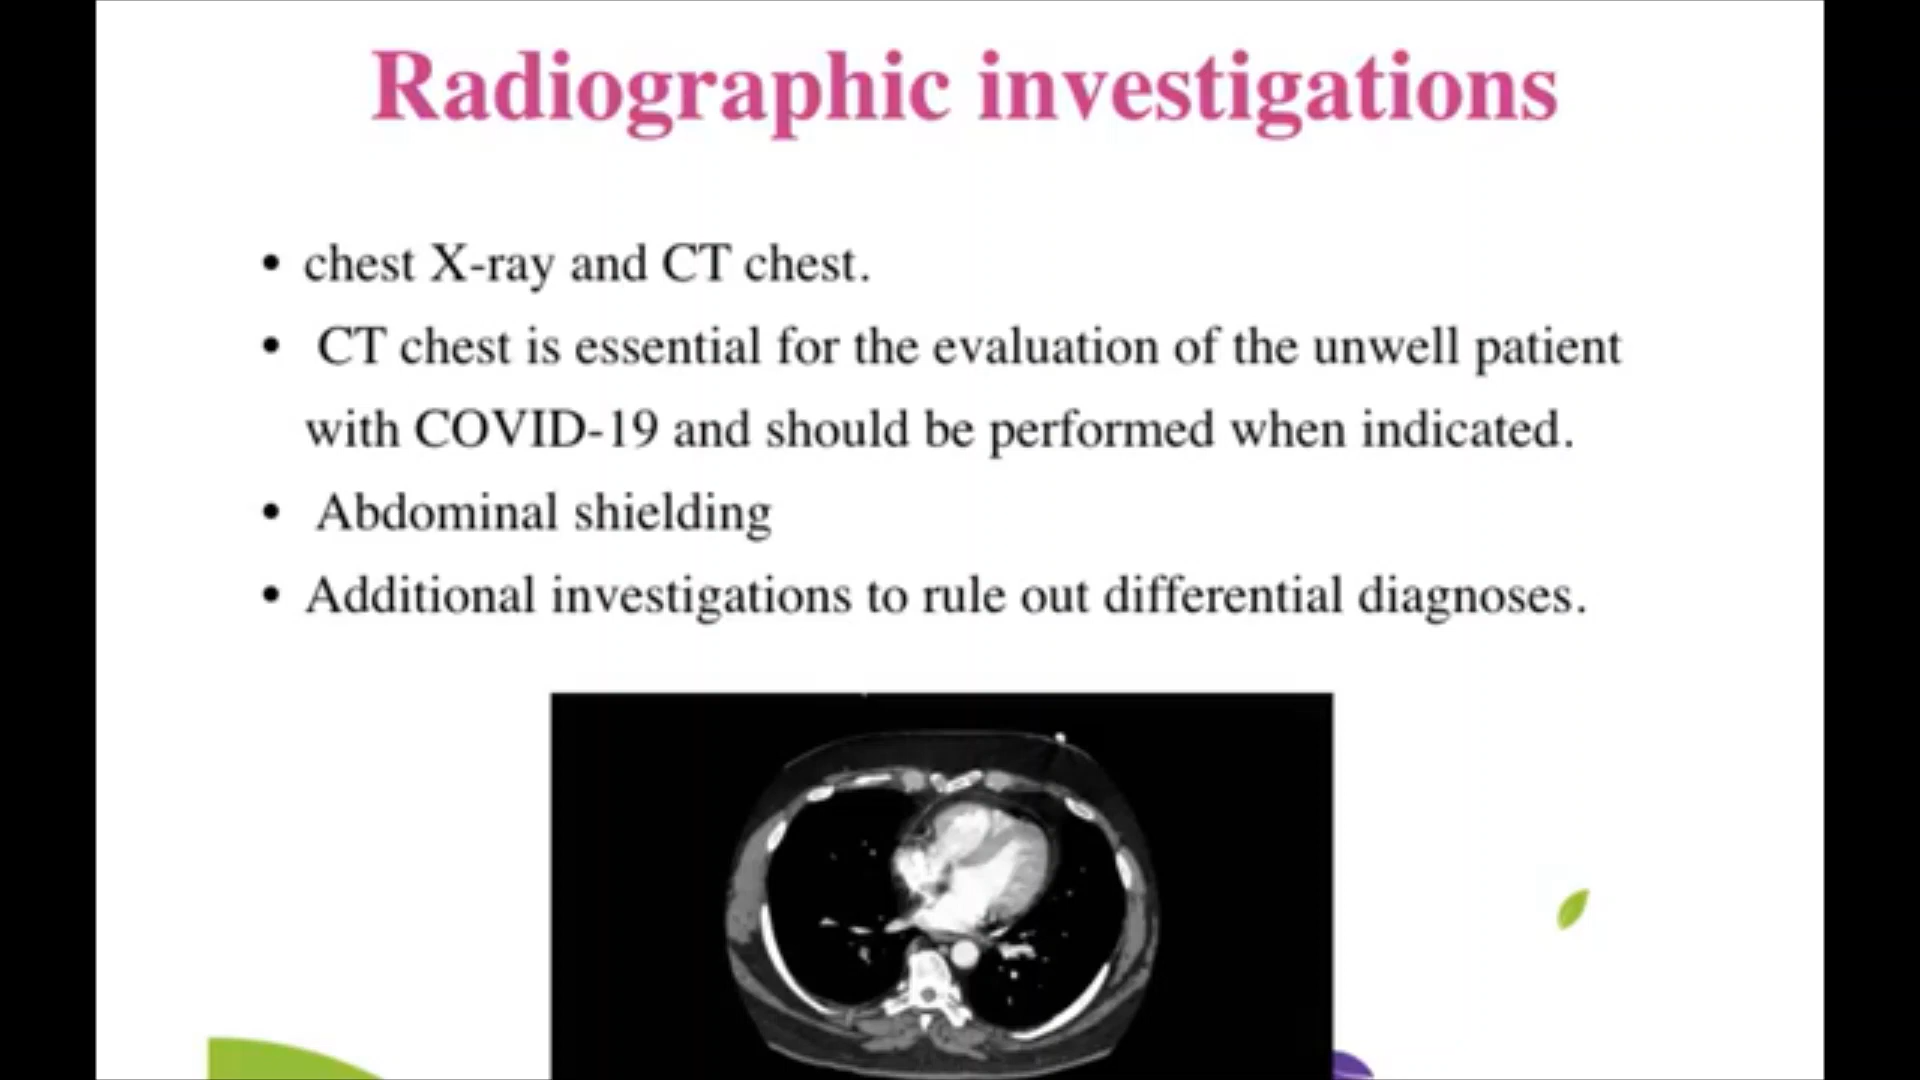 Radiographic investigations
• chest X-ray and CT chest.
• CT chest is essential for the evaluation of the unwell patient
with COVID-19 and should be performed when indicated.
• Abdominal shielding
• Additional investigations to rule out differential diagnoses.